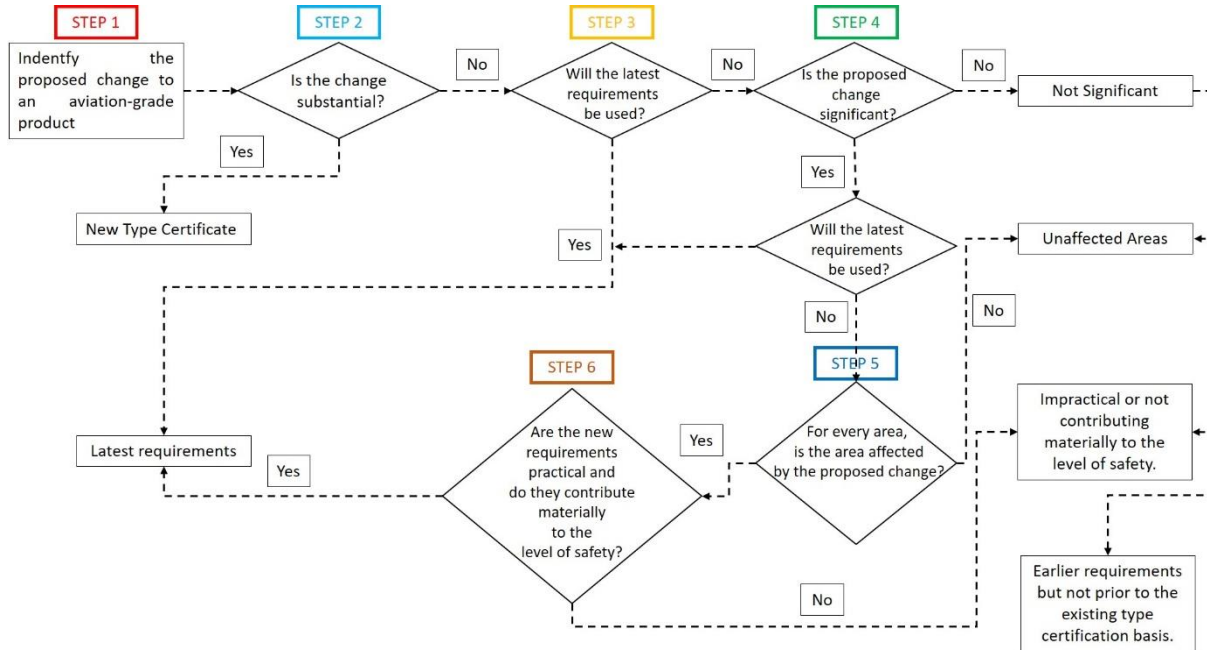 STEP 1
Indentfy the
proposed change to
an aviation-grade
product
STEP 2
Is the change
substantial?
No
Yes
New Type Certificate
STEP 3
Will the latest
requirements
be used?
No
Yes
STEP 4
Is the proposed
change
significant?
No
Not Significant
Yes
Will the latest
requirements
be used?
Unaffected Areas
No
No
STEP 5
For every area,
is the area affected
by the proposed change?
Yes
STEP 6
Are the new
requirements
practical and
do they contribute
materially
to the
level of safety?
Yes
Latest requirements
No
Impractical or not
contributing
materially to the
level of safety.
Earlier requirements
but not prior to the
existing type
certification basis.